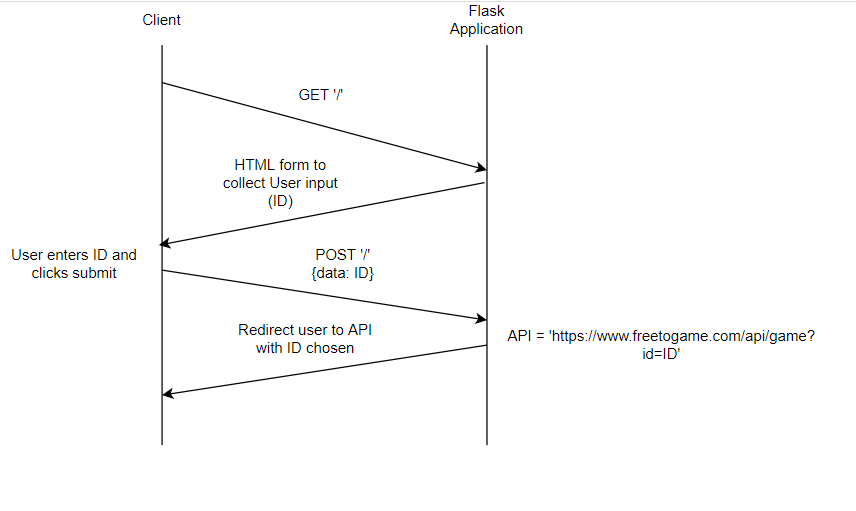 Client
Flask
Application
GET '/'
HTML form to
collect User input
(ID)
User enters ID and
clicks submit
POST '/'
{data: ID}
Redirect user to API
with ID chosen
API = 'https://www.freetogame.com/api/game?
id=ID'